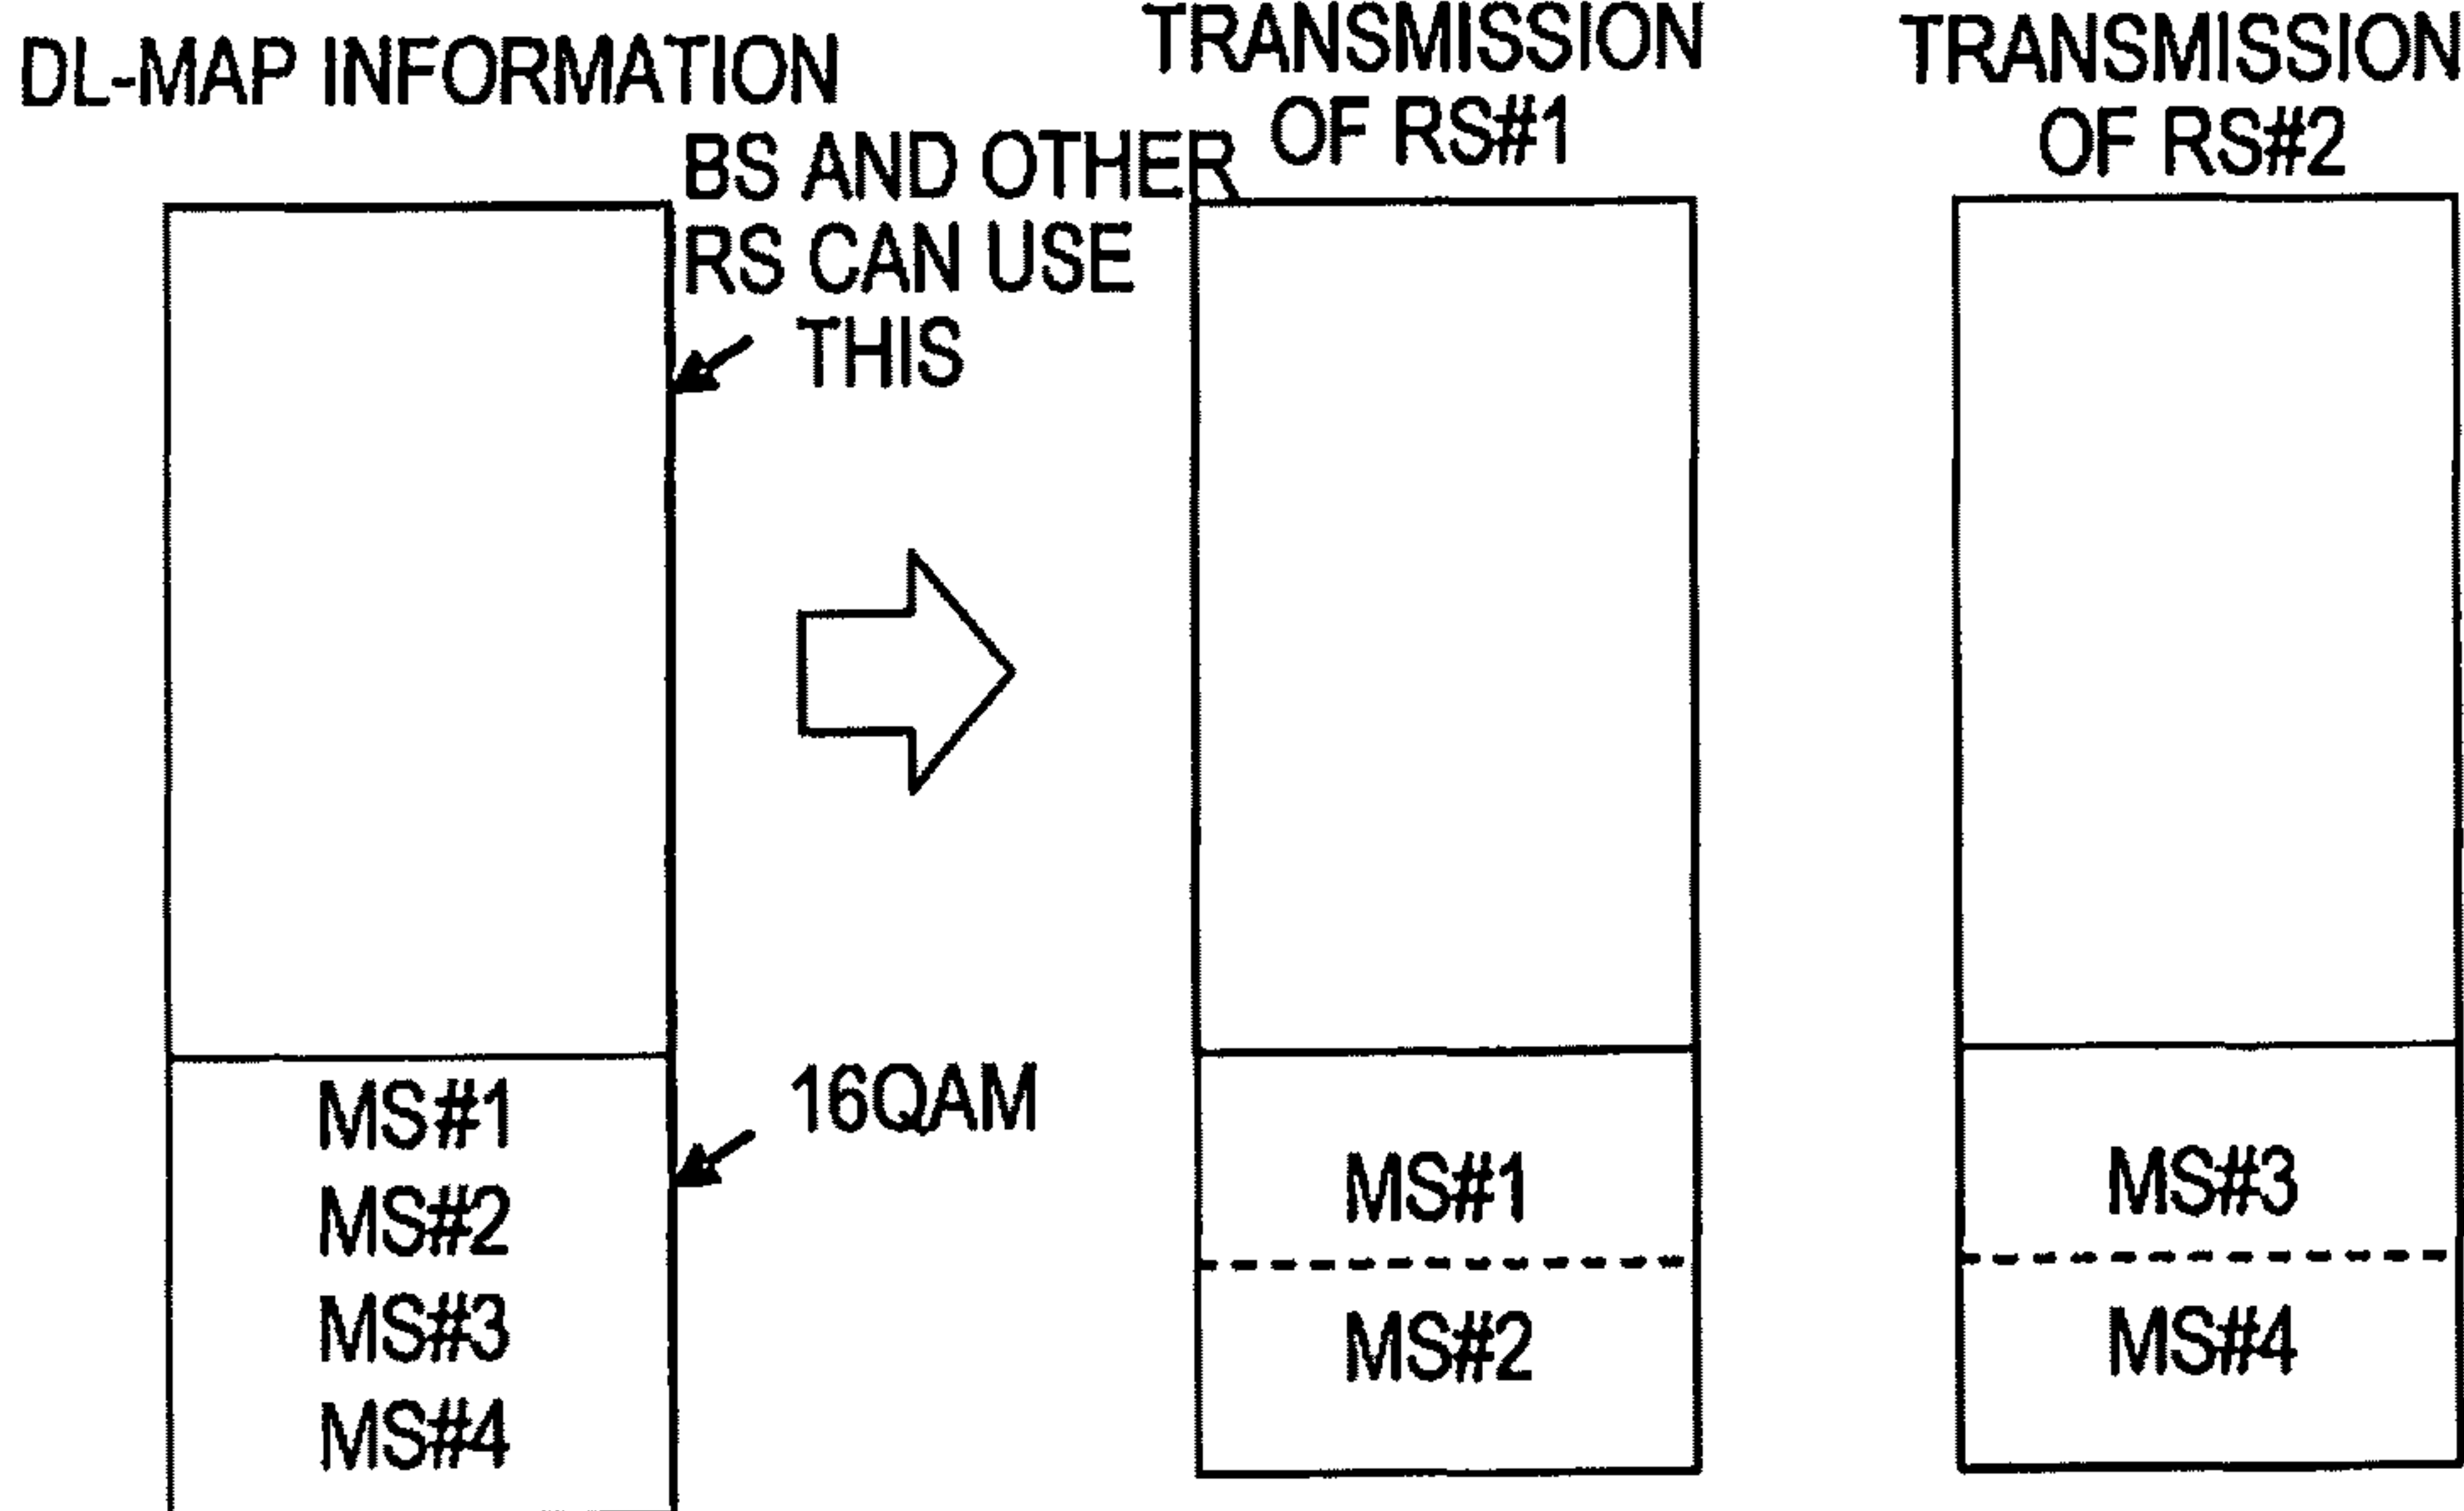 DL-MAP INFORMATION
BS AND OTHER
RS CAN USE
THIS
16QAM
MS#1
MS#2
MS#3
MS#4
TRANSMISSION
OF RS#1
MS#1
MS#2
TRANSMISSION
OF RS#2
MS#3
MS#4